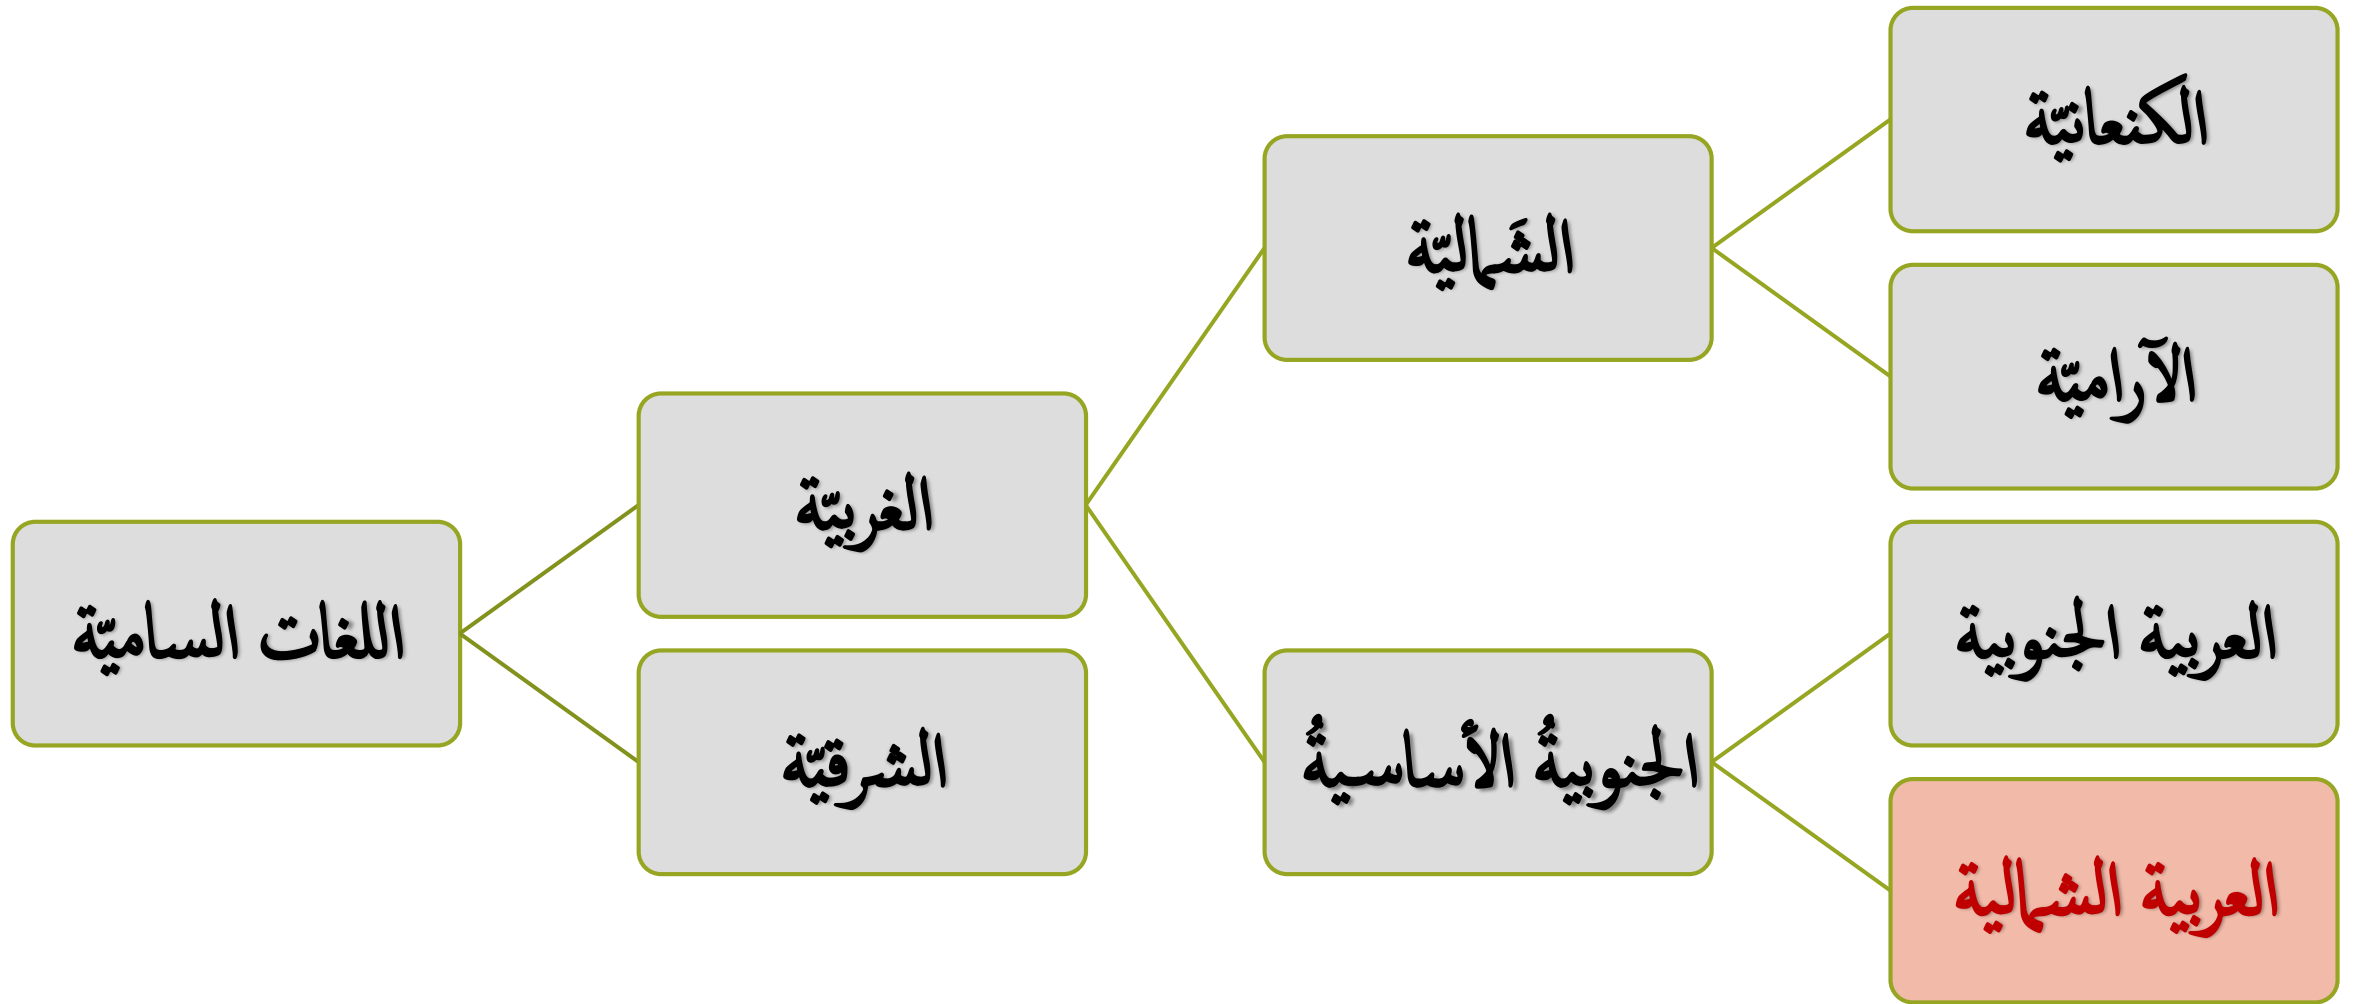 اللغات الساميّة
الغربيّة
الشرقيّة
الشَماليّة
الجنوبيةُ الأساسيةُ
الكنعانيّة
الآراميّة
العربية الجنوبية
العربية الشمالية